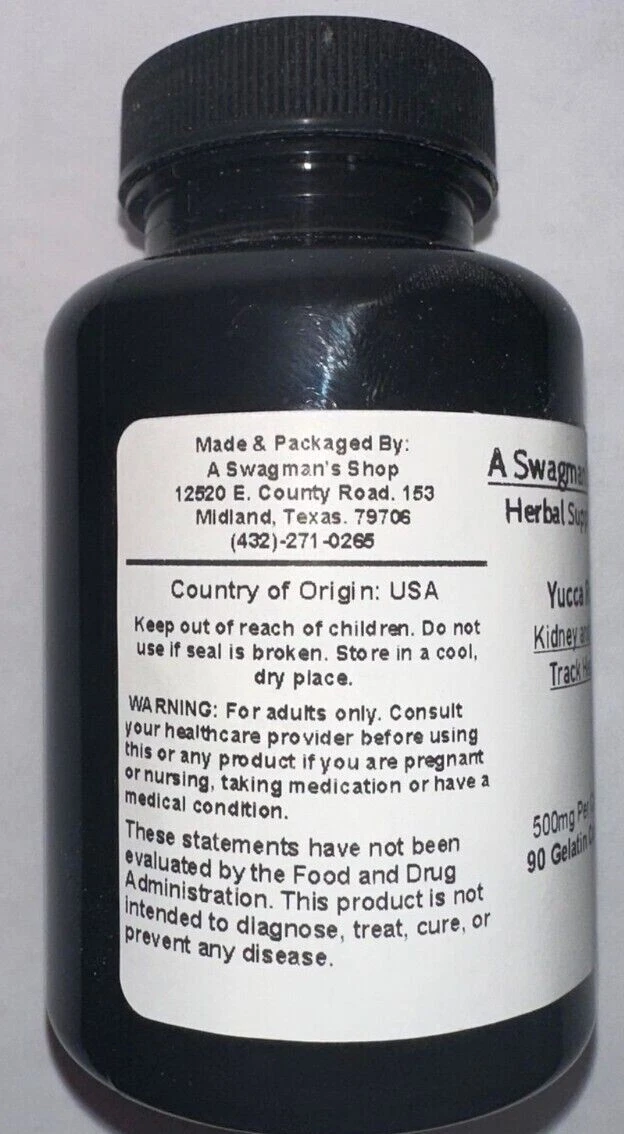 Made & Packaged By:
A Swagman's Shop
12520 E. County Road. 153
Midland, Texas. 79706
(432)-271-0265
Country of Origin: USA
Keep out of reach of children. Do not
use if seal is broken. Store in a cool,
dry place.
WARNING: For adults only. Consult
your healthcare provider before using
this or any product if you are pregnant
or nursing, taking medication or have a
medical condition.
These statements have not been
evaluated by the Food and Drug
Administration. This product is not
intended to diagnose, treat, cure, or
prevent any disease.
A
Herbal
Yucca
Kidney
Track
500mg
90 Gelatin